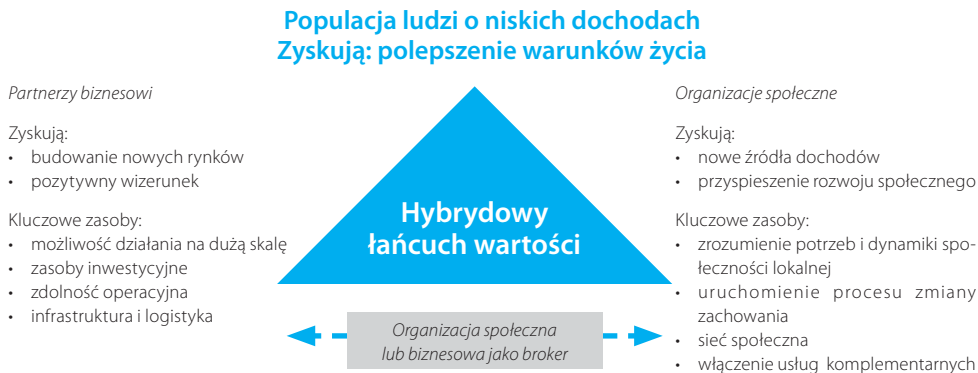 Populacja ludzi o niskich dochodach
Zyskują: polepszenie warunków życia
Partnerzy biznesowi
Zyskują:
• budowanie nowych rynków
• pozytywny wizerunek
Kluczowe zasoby:
• możliwość działania na dużą skalę
• zasoby inwestycyjne
• zdolność operacyjna
• infrastruktura i logistyka
Hybrydowy
łańcuch wartości
Organizacja społeczna
lub biznesowa jako broker
Organizacje społeczne
Zyskują:
• nowe źródła dochodów
• przyspieszenie rozwoju społecznego
Kluczowe zasoby:
• zrozumienie potrzeb i dynamiki spo-
łeczności lokalnej
• uruchomienie procesu zmiany
zachowania
• sieć społeczna
• włączenie usług komplementarnych